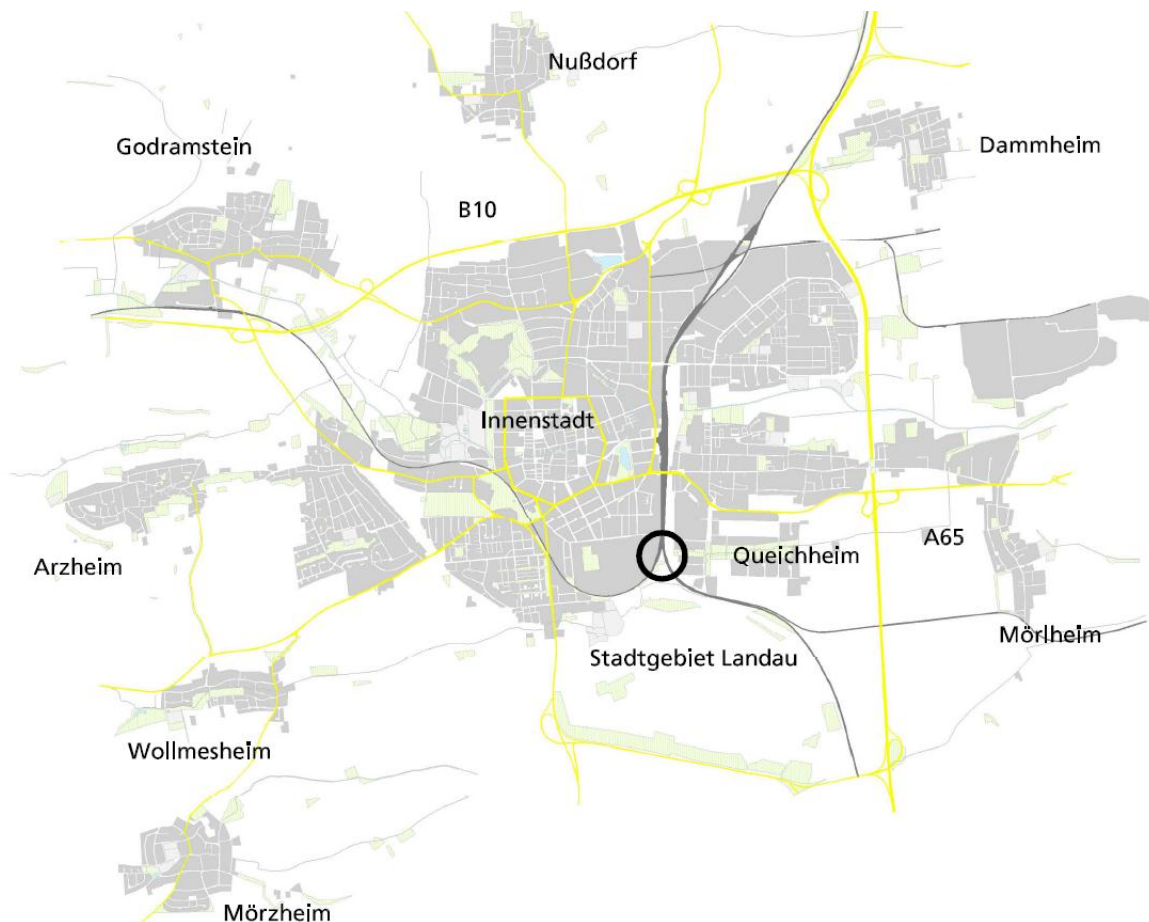 Nußdorf
Godramstein
Dammheim
B10
Innenstadt
A65
Queichheim
Arzheim
Mörlheim
Stadtgebiet Landau
Wollmesheim
Mörzheim